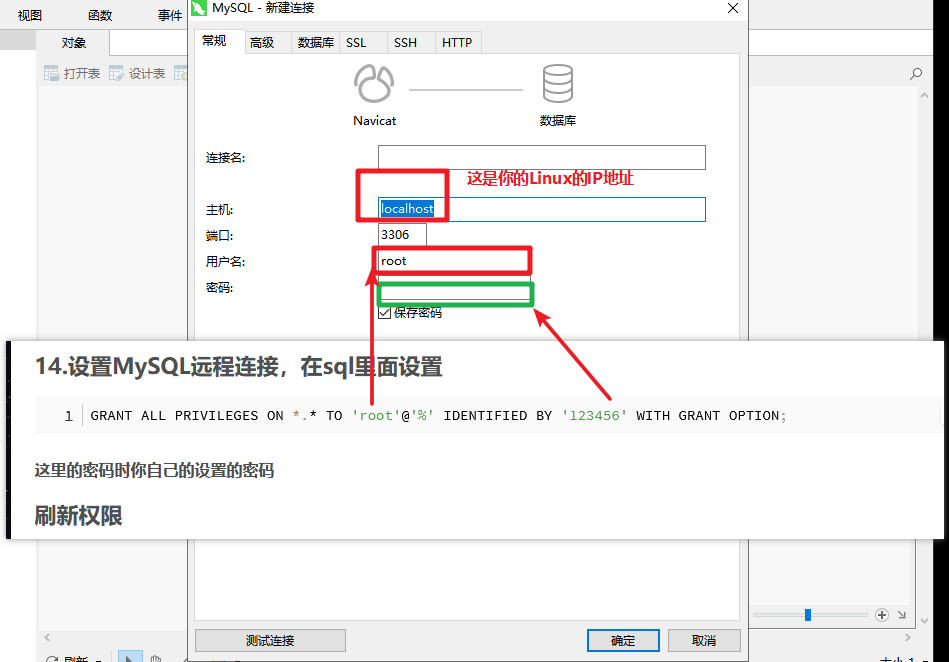 视图 函数 事件
MySQL - 新建连接
对象
打开表 设计表
常规 高级 数据库 SSL SSH HTTP
Navicat 数据库
连接名:
这是你的Linux的IP地址
主机: localhost
端口: 3306
用户名: root
密码:
保存密码
14.设置MySQL远程连接，在sql里面设置
1 GRANT ALL PRIVILEGES ON *.* TO 'root'@'%' IDENTIFIED BY '123456' WITH GRANT OPTION;
这里的密码时你自己的设置的密码
刷新权限
测试连接 确定 取消
刷新